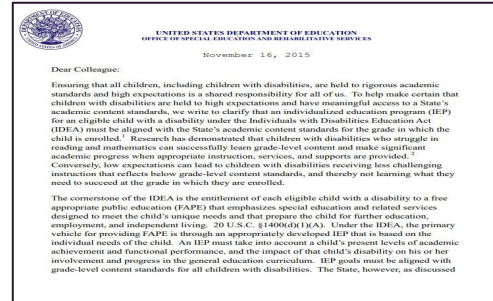 UNITED STATES DEPARTMENT OF EDUCATION
OFFICE OF SPECIAL EDUCATION AND REHABILITATIVE SERVICES
November 16, 2015
Dear Colleague:
Ensuring that all children, including children with disabilities, are held to rigorous academic
standards and high expectations is a shared responsibility for all of us. To help make certain that
children with disabilities are held to high expectations and have meaningful access to a State's
academic content standards, we write to clarify that an individualized education program (IEP)
for an eligible child with a disability under the Individuals with Disabilities Education Act
(IDEA) must be aligned with the State's academic content standards for the grade in which the
child is enrolled.1 Research has demonstrated that children with disabilities who struggle in
reading and mathematics can successfully learn grade-level content and make significant
academic progress when appropriate instruction, services, and supports are provided. 2
Conversely, low expectations can lead to children with disabilities receiving less challenging
instruction that reflects below grade-level content standards, and thereby not learning what they
need to succeed at the grade in which they are enrolled.
The cornerstone of the IDEA is the entitlement of each eligible child with a disability to a free
appropriate public education (FAPE) that emphasizes special education and related services
designed to meet the child's unique needs and that prepare the child for further education,
employment, and independent living. 20 U.S.C. §1400(d)(1)(A). Under the IDEA, the primary
vehicle for providing FAPE is through an appropriately developed IEP that is based on the
individual needs of the child. An IEP must take into account a child's present levels of academic
achievement and functional performance, and the impact of that child's disability on his or her
involvement and progress in the general education curriculum. IEP goals must be aligned with
grade-level content standards for all children with disabilities. The State, however, as discussed